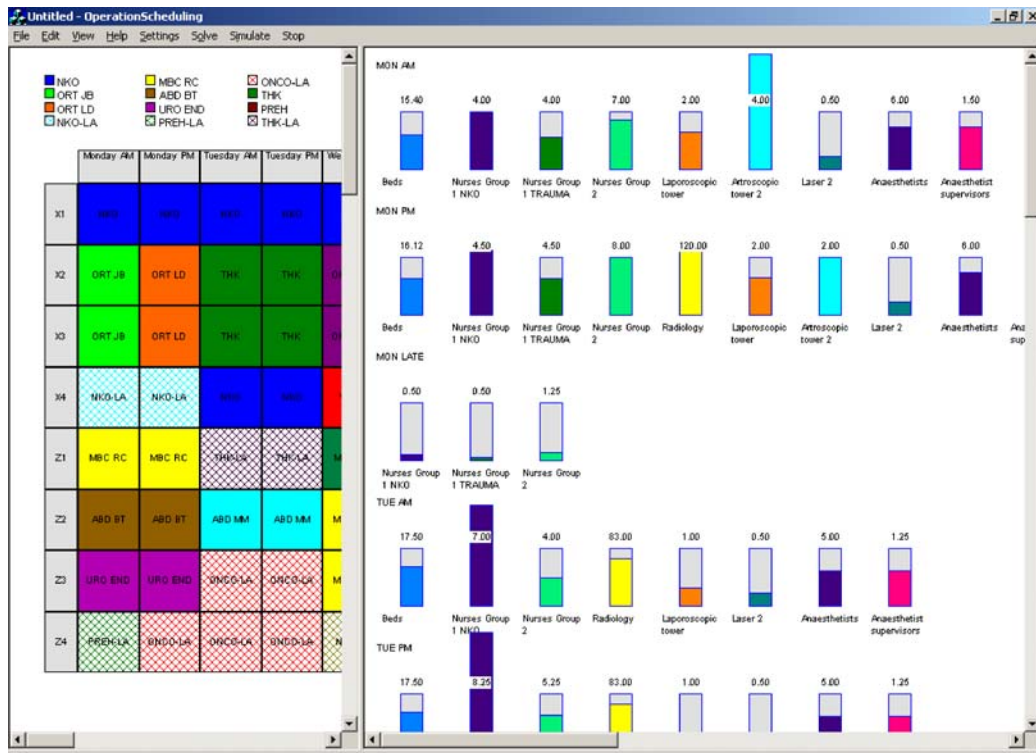 Untitled - OperationScheduling
File Edit View Help Settings Solve Simulate Stop
NKO MBC RC ONCO-LA
ORT JB ABD BT THK
ORT LD URO END PREH
NKO-LA PREH-LA THK-LA
Monday AM Monday PM Tuesday AM Tuesday PM We
X1 NKO NKO NKO NKO
X2 ORT JB ORT LD THK THK
X3 ORT JB ORT LD THK THK
X4 NKO-LA NKO-LA NKO NKO
Z1 MBC RC MBC RC THK-LA THK-LA M
Z2 ABD BT ABD BT ABD MM ABD MM M
Z3 URO END URO END ONCO-LA ONCO-LA M
Z4 PREH-LA ONCO-LA ONCO-LA ONCO-LA N
MON AM
15.40 4.00 4.00 7.00 2.00 4.00 0.50 6.00 1.50
Beds Nurses Group Nurses Group Nurses Group Laporoscopic Artroscopic Laser 2 Anaesthetists Anaesthetist
1 NKO 1 TRAUMA 2 tower tower 2 supervisors
MON PM
16.12 4.50 4.50 8.00 120.00 2.00 2.00 0.50 6.00
Beds Nurses Group Nurses Group Nurses Group Radiology Laporoscopic Artroscopic Laser 2 Anaesthetists Ana
1 NKO 1 TRAUMA 2 tower tower 2 sup
MON LATE
0.50 0.50 1.25
Nurses Group Nurses Group Nurses Group
1 NKO 1 TRAUMA 2
TUE AM
17.50 7.00 4.00 83.00 1.00 0.50 5.00 1.25
Beds Nurses Group Nurses Group Radiology Laporoscopic Laser 2 Anaesthetists Anaesthetist
1 NKO 2 tower supervisors
TUE PM
17.50 8.25 5.25 83.00 1.00 0.50 5.00 1.25